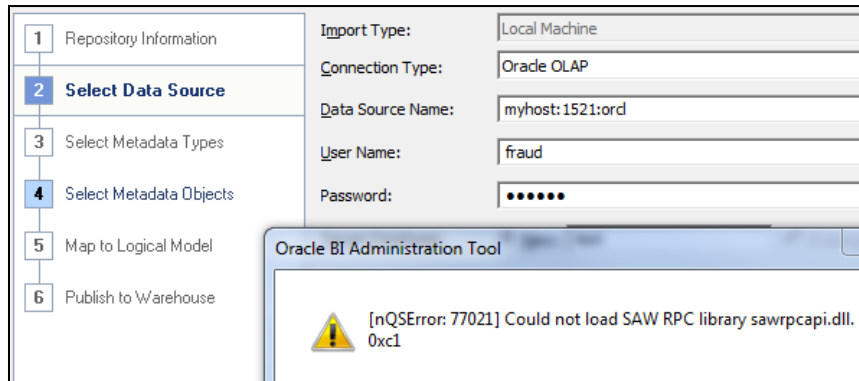 1 Repository Information
2 Select Data Source
3 Select Metadata Types
4 Select Metadata Objects
5 Map to Logical Model
6 Publish to Warehouse
Import Type: Local Machine
Connection Type: Oracle OLAP
Data Source Name: myhost:1521:orcl
User Name: fraud
Password: ••••••
Oracle BI Administration Tool
[nQSError: 77021] Could not load SAW RPC library sawrpcapi.dll.
0xc1